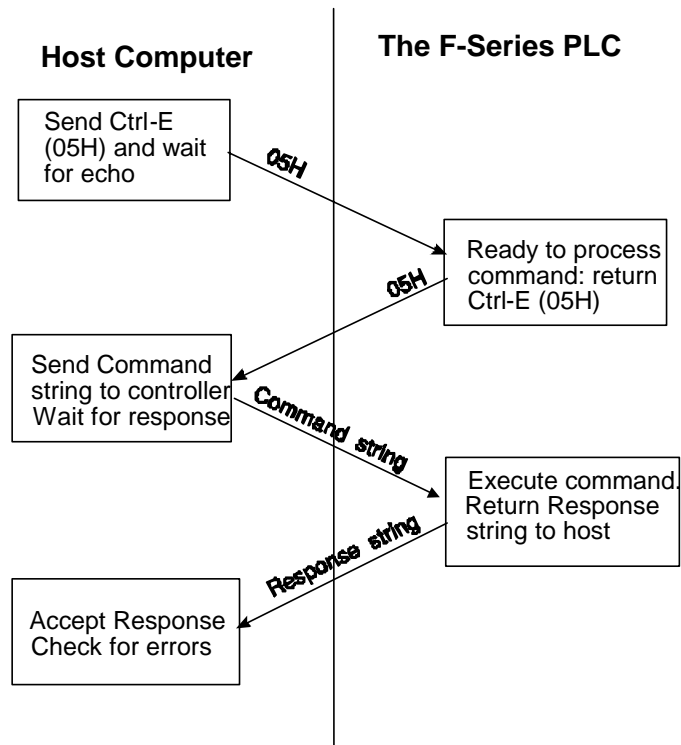 Host Computer
The F-Series PLC
Send Ctrl-E
(05H) and wait
for echo
05H
Ready to process
command: return
Ctrl-E (05H)
05H
Send Command
string to controller
Wait for response
Command string
Execute command.
Return Response
string to host
Response string
Accept Response
Check for errors